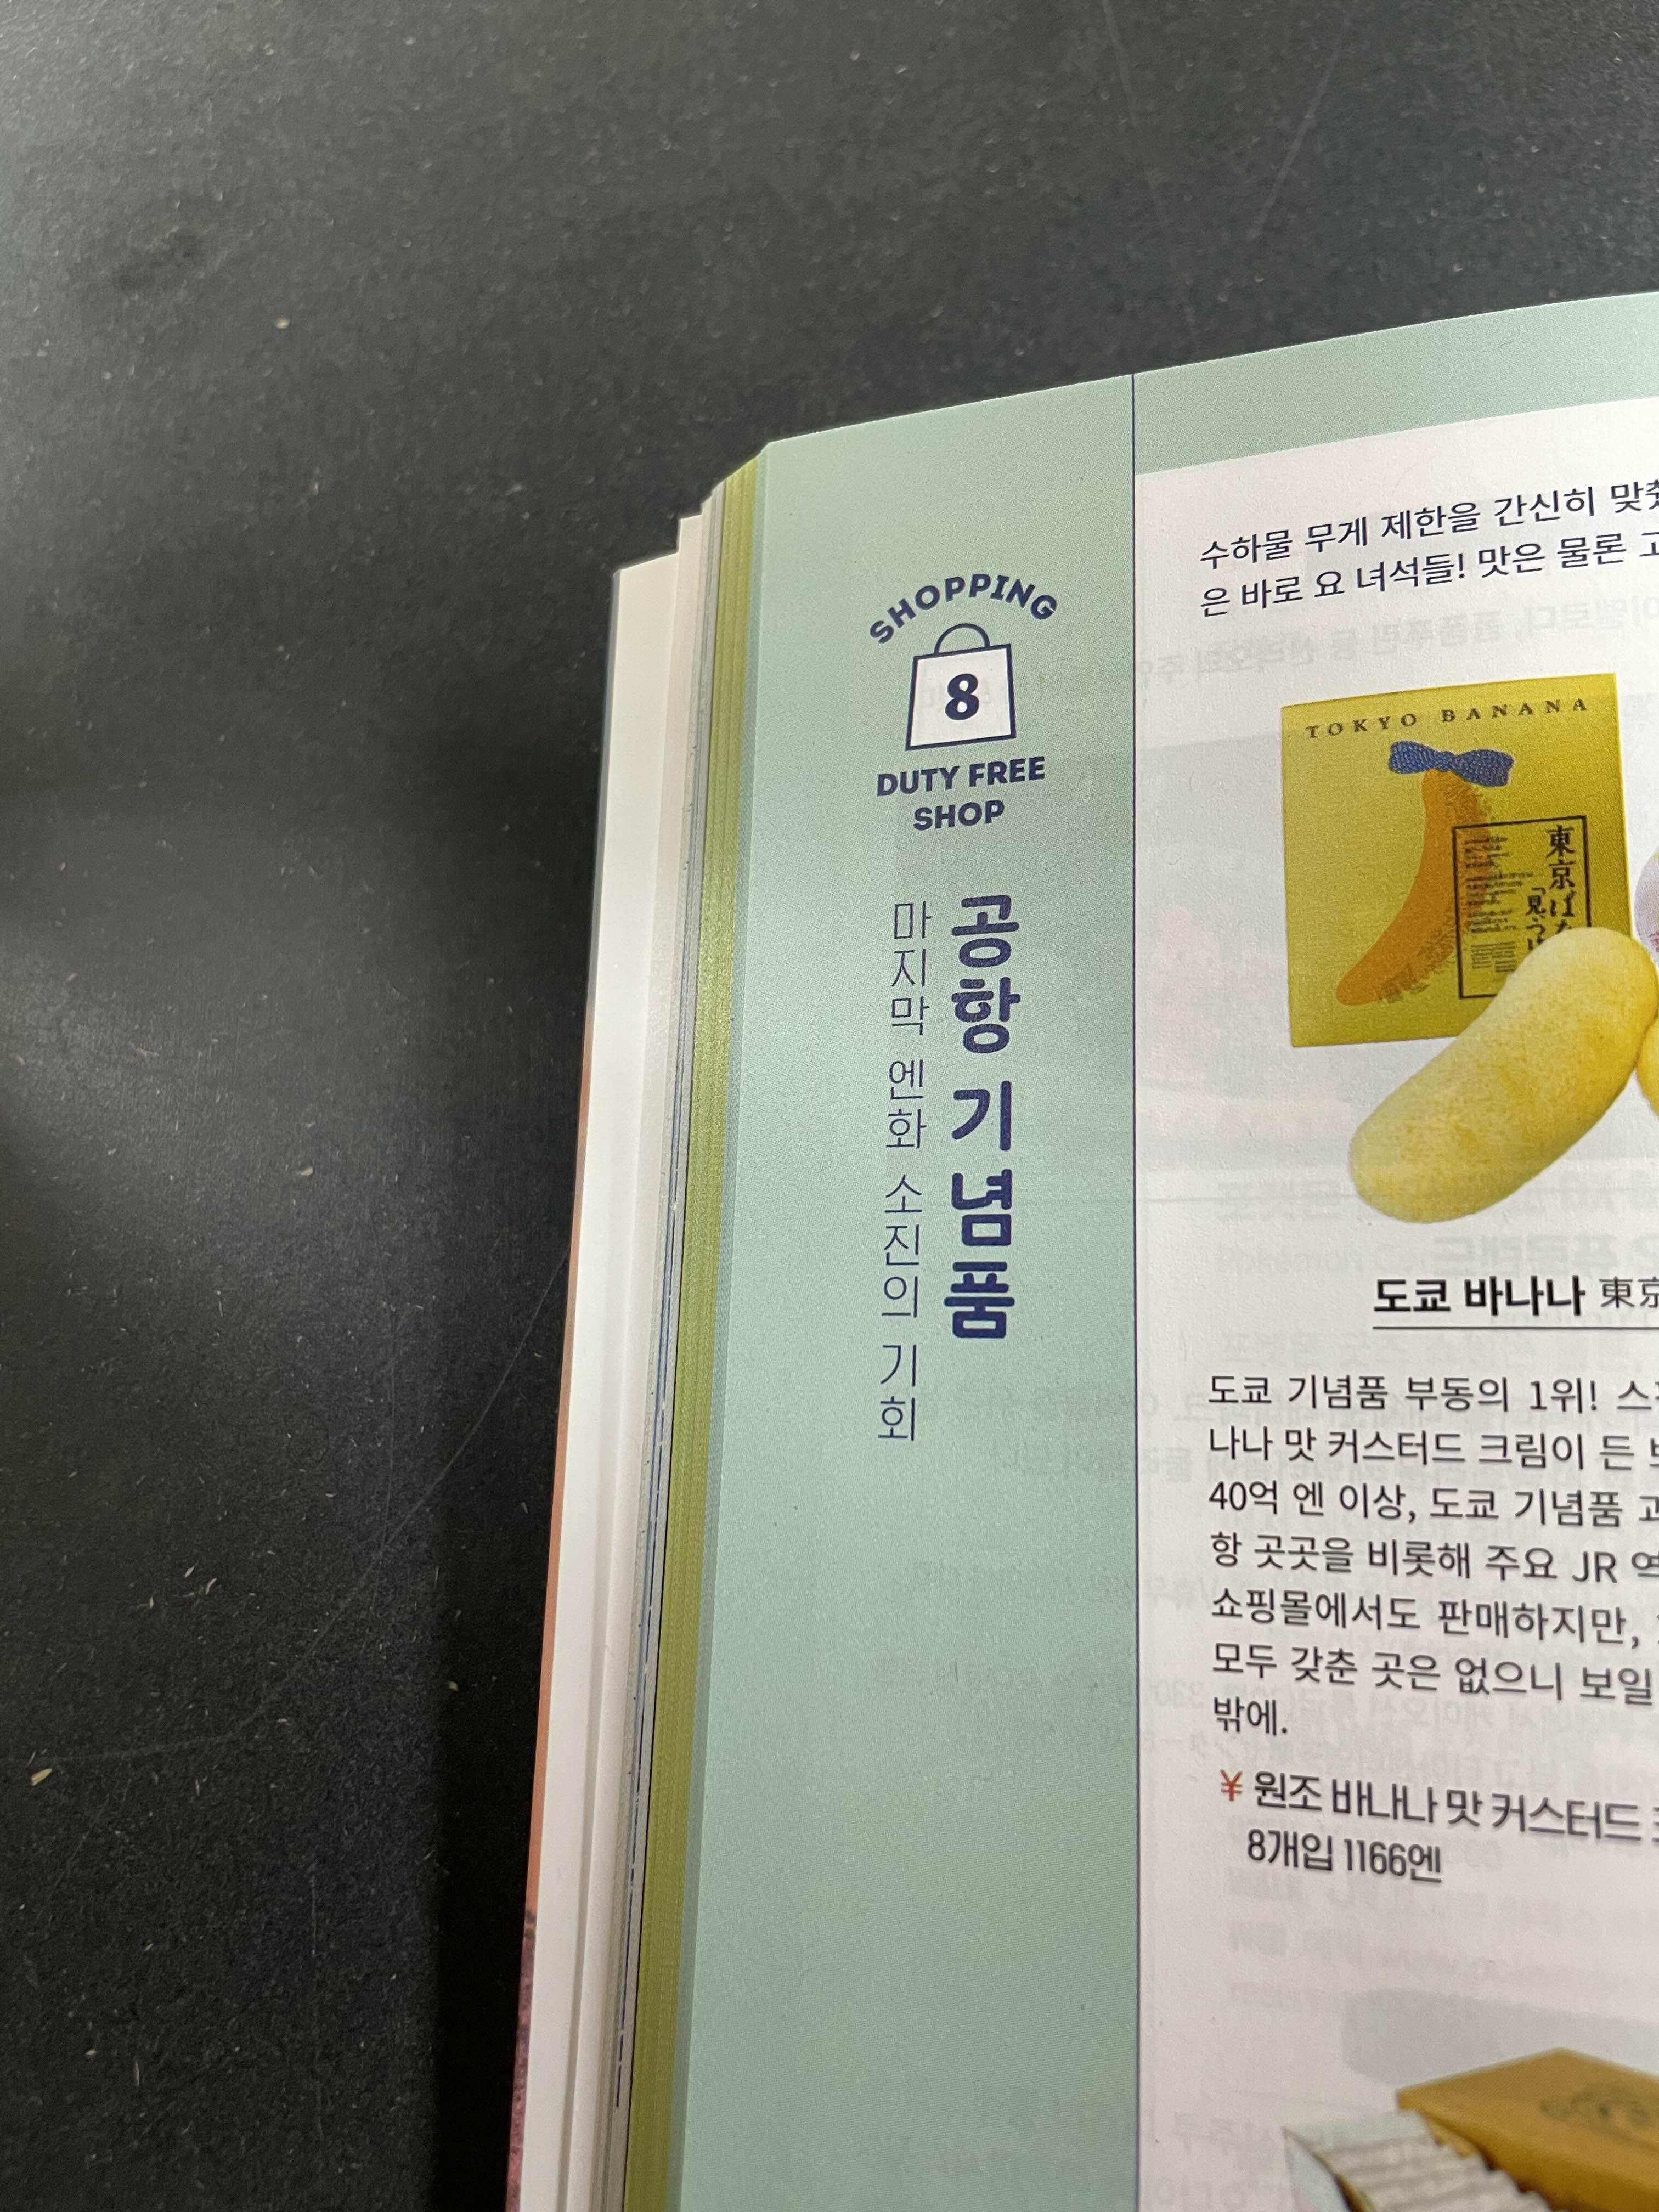 SHOPPING
8
DUTY FREE
SHOP
공항 기념품
마지막 엔화 소진의 기회
수하물 무게 제한을 간신히
은 바로 요 녀석들! 맛은 물론
TOKYO BANANA
東京ばな
「見
도쿄 바나나 東京
도쿄 기념품 부동의 1위!
나나 맛 커스터드 크림이 든
40억 엔 이상, 도쿄 기념품
항 곳곳을 비롯해 주요 JR
쇼핑몰에서도 판매하지만,
모두 갖춘 곳은 없으니 보일
밖에.
¥ 원조 바나나 맛 커스터드
8개입 1166엔